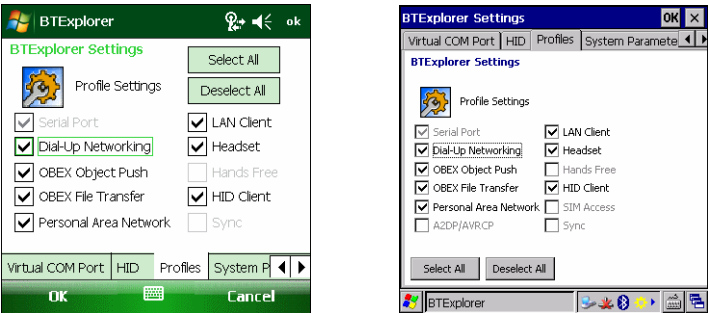 BTExplorer
ok
BTExplorer Settings
Select All
Profile Settings
Deselect All
Serial Port
LAN Client
Dial-Up Networking
Headset
OBEX Object Push
Hands Free
OBEX File Transfer
HID Client
Personal Area Network
Sync
Virtual COM Port
HID
Profiles
System P
OK
Cancel
BTExplorer Settings
OK
Virtual COM Port
HID
Profiles
System Paramete
BTExplorer Settings
Profile Settings
Serial Port
LAN Client
Dial-Up Networking
Headset
OBEX Object Push
Hands Free
OBEX File Transfer
HID Client
Personal Area Network
SIM Access
A2DP/AVRCP
Sync
Select All
Deselect All
BTExplorer